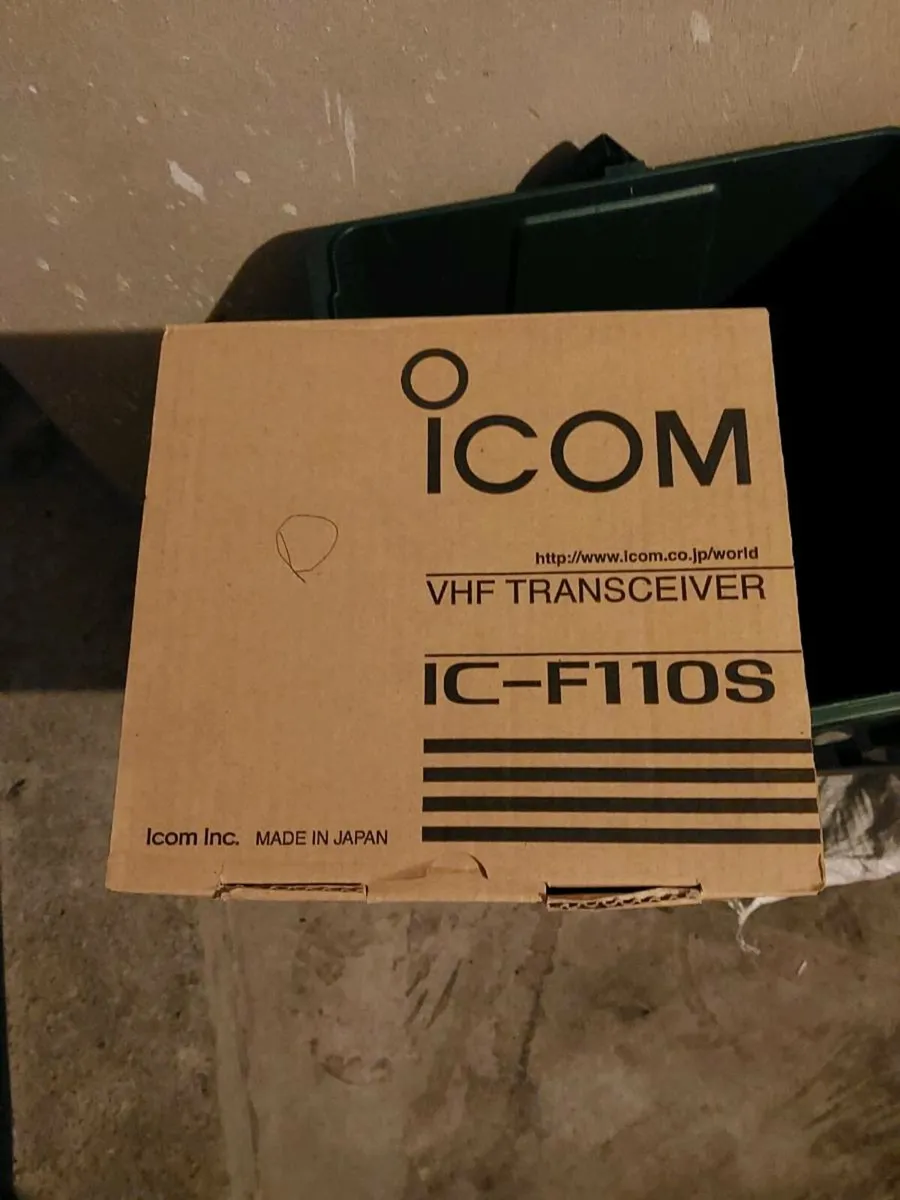 ICOM
http://www.icom.co.jp/world
VHF TRANSCEIVER
IC-F110S
Icom Inc. MADE IN JAPAN